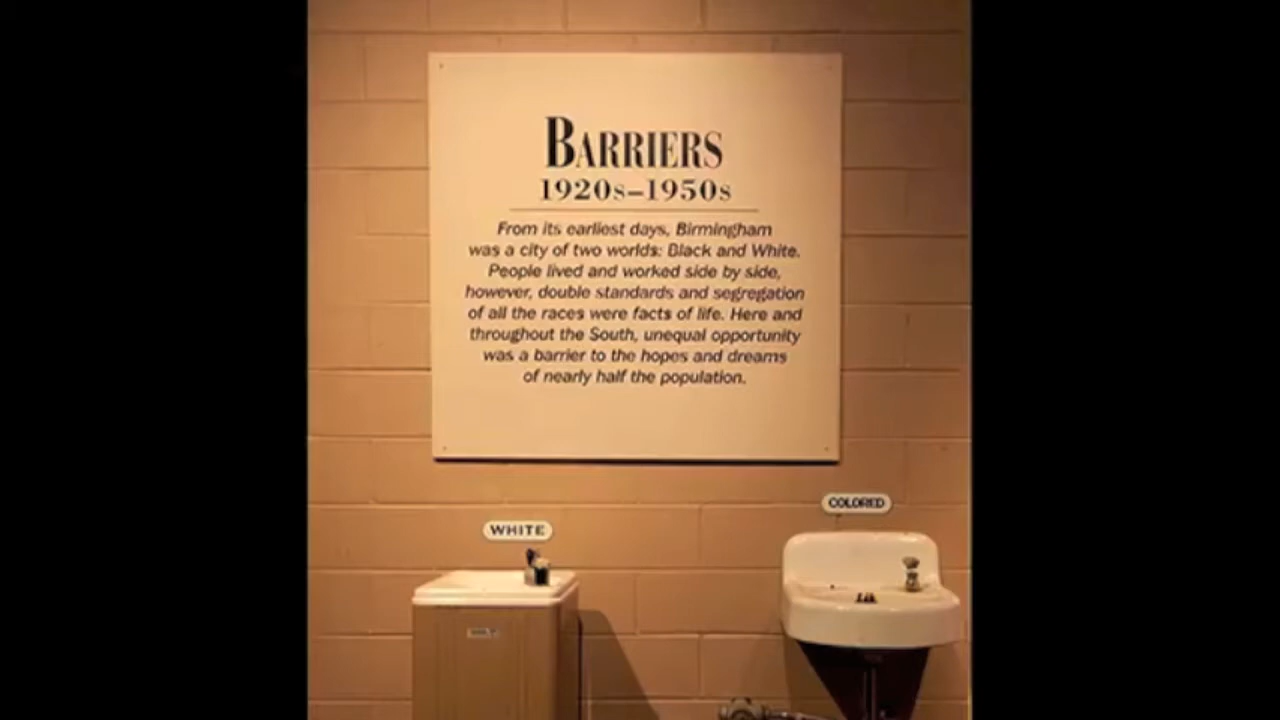 BARRIERS
1920s–1950s
From its earliest days, Birmingham
was a city of two worlds: Black and White.
People lived and worked side by side,
however, double standards and segregation
of all the races were facts of life. Here and
throughout the South, unequal opportunity
was a barrier to the hopes and dreams
of nearly half the population.
COLORED
WHITE